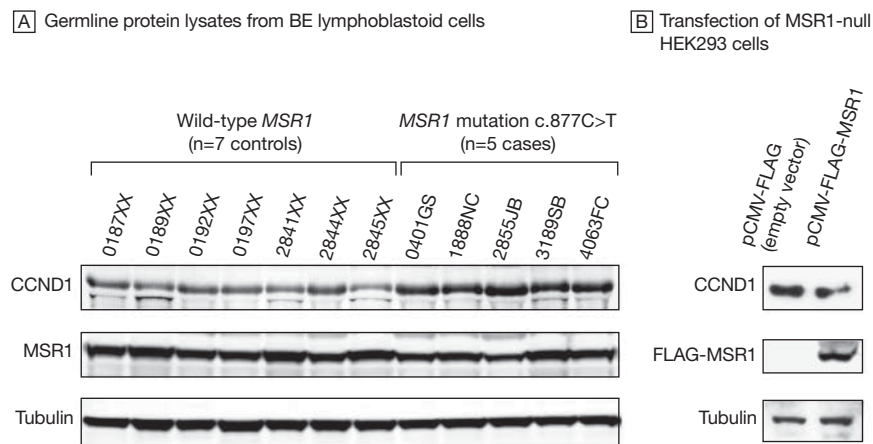 A Germline protein lysates from BE lymphoblastoid cells
Wild-type MSR1
(n=7 controls)
MSR1 mutation c.877C>T
(n=5 cases)
0187XX
0189XX
0192XX
0197XX
2841XX
2844XX
2845XX
0401GS
1888NC
2855JB
3189SB
4063FC
CCND1
MSR1
Tubulin
B Transfection of MSR1-null
HEK293 cells
pCMV-FLAG
(empty vector)
pCMV-FLAG-MSR1
CCND1
FLAG-MSR1
Tubulin